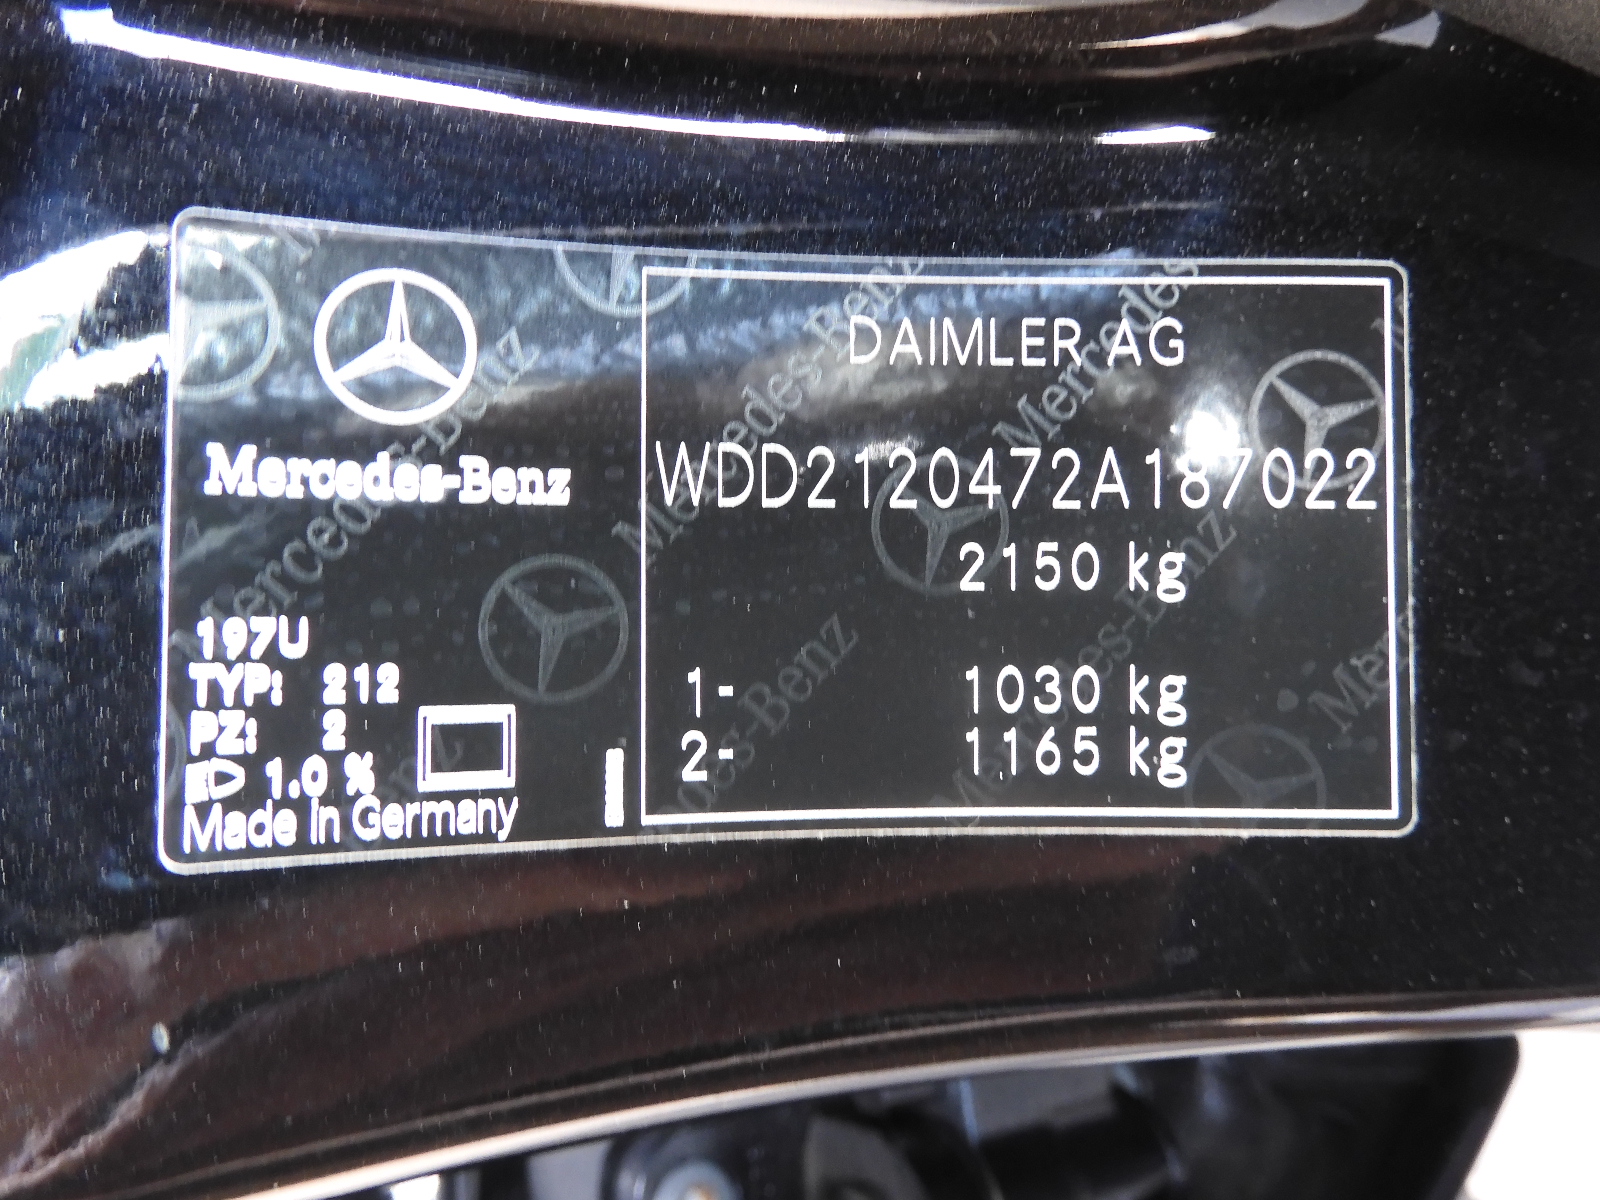 Mercedes-Benz
197U
TYP: 212
PZ: 2
1.0 %
Made in Germany
DAIMLER AG
WDD2120472A187022
2150 kg
1- 1030 kg
2- 1165 kg